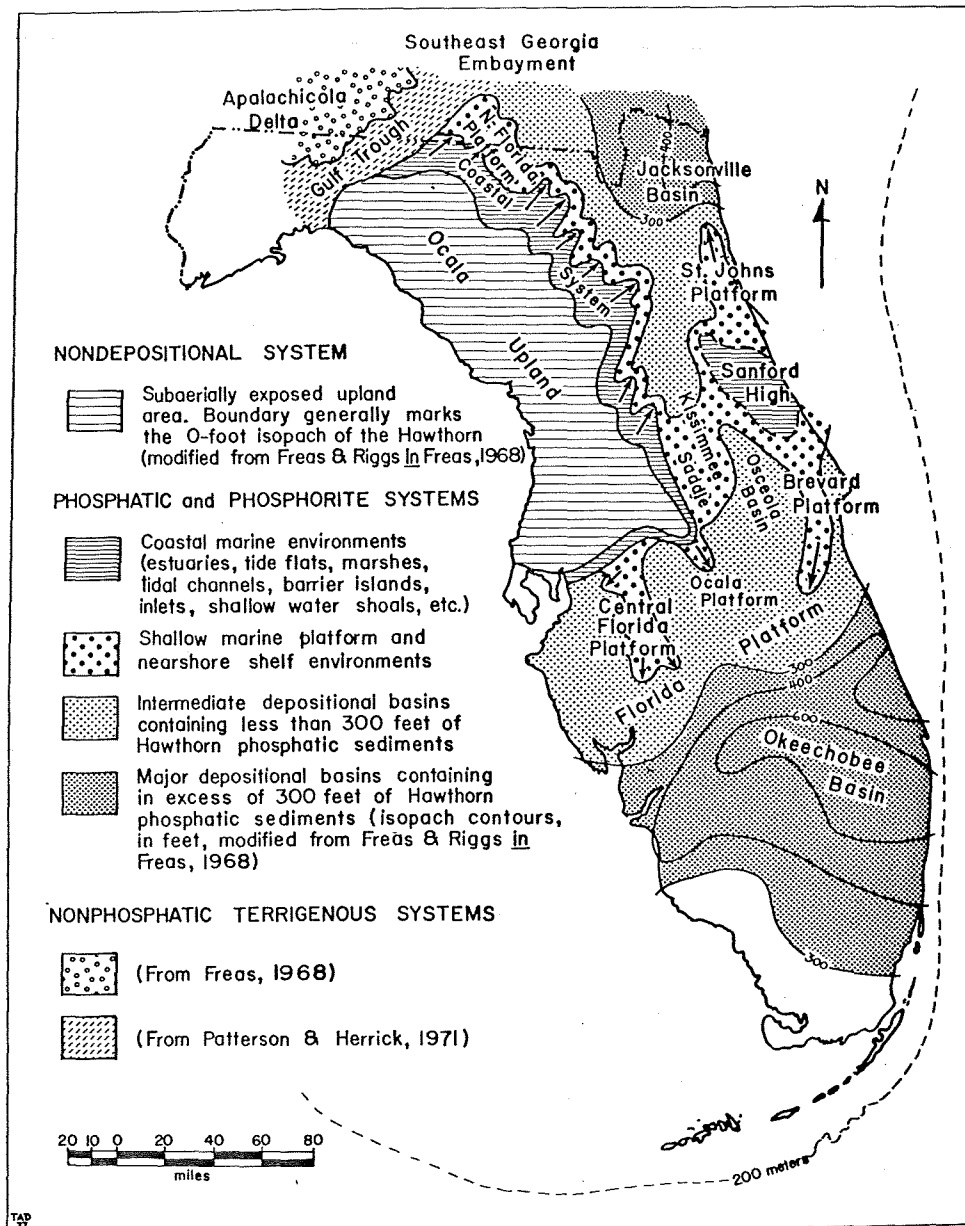 Southeast Georgia
Embayment
Apalachicola
Delta
Gulf Trough
N. Florida
Platform
Coastal
System
Jacksonville
Basin
400
300
N
Ocala
Upland
St. Johns
Platform
Sanford
High
Kissimmee
Saddle
Osceola
Basin
Brevard
Platform
Ocala
Platform
Central
Florida
Platform
Florida Platform
300
400
600
Okeechobee
Basin
300
200 meters
NONDEPOSITIONAL SYSTEM
Subaerially exposed upland
area. Boundary generally marks
the 0-foot isopach of the Hawthorn
(modified from Freas & Riggs In Freas, 1968)
PHOSPHATIC and PHOSPHORITE SYSTEMS
Coastal marine environments
(estuaries, tide flats, marshes,
tidal channels, barrier islands,
inlets, shallow water shoals, etc.)
Shallow marine platform and
nearshore shelf environments
Intermediate depositional basins
containing less than 300 feet of
Hawthorn phosphatic sediments
Major depositional basins containing
in excess of 300 feet of Hawthorn
phosphatic sediments (isopach contours,
in feet, modified from Freas & Riggs in
Freas, 1968)
NONPHOSPHATIC TERRIGENOUS SYSTEMS
(From Freas, 1968)
(From Patterson & Herrick, 1971)
20 10 0 20 40 60 80
miles
TAD
77